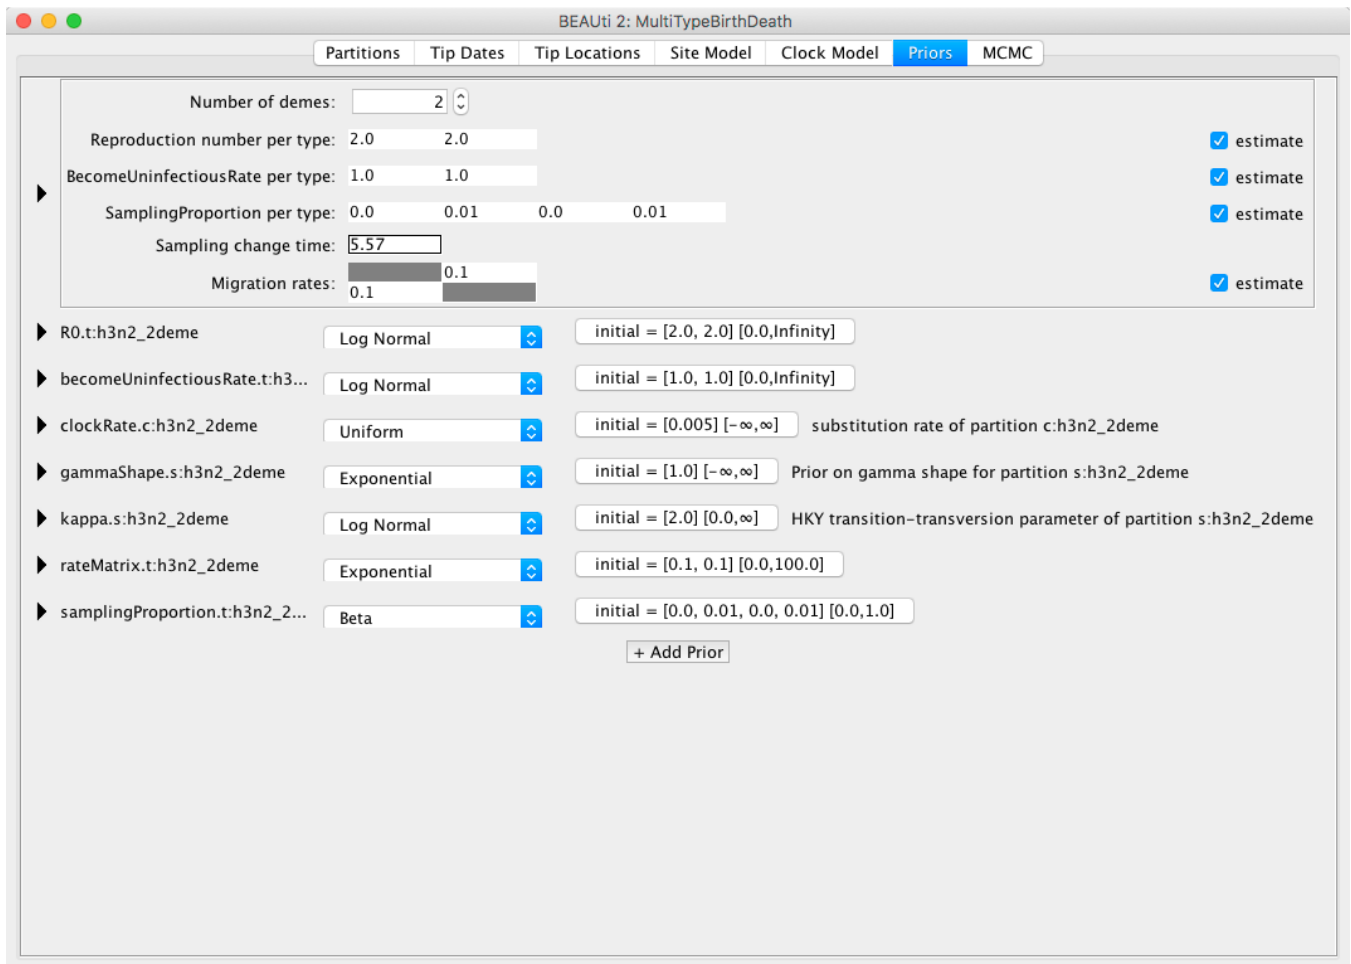 BEAUti 2: MultiTypeBirthDeath
Partitions Tip Dates Tip Locations Site Model Clock Model Priors MCMC
Number of demes: 2
Reproduction number per type: 2.0 2.0 estimate
BecomeUninfectiousRate per type: 1.0 1.0 estimate
SamplingProportion per type: 0.0 0.01 0.0 0.01 estimate
Sampling change time: 5.57
Migration rates: 0.1 estimate
0.1
R0.t:h3n2_2deme Log Normal initial = [2.0, 2.0] [0.0,Infinity]
becomeUninfectiousRate.t:h3... Log Normal initial = [1.0, 1.0] [0.0,Infinity]
clockRate.c:h3n2_2deme Uniform initial = [0.005] [-∞,∞] substitution rate of partition c:h3n2_2deme
gammaShape.s:h3n2_2deme Exponential initial = [1.0] [-∞,∞] Prior on gamma shape for partition s:h3n2_2deme
kappa.s:h3n2_2deme Log Normal initial = [2.0] [0.0,∞] HKY transition-transversion parameter of partition s:h3n2_2deme
rateMatrix.t:h3n2_2deme Exponential initial = [0.1, 0.1] [0.0,100.0]
samplingProportion.t:h3n2_2... Beta initial = [0.0, 0.01, 0.0, 0.01] [0.0,1.0]
+ Add Prior